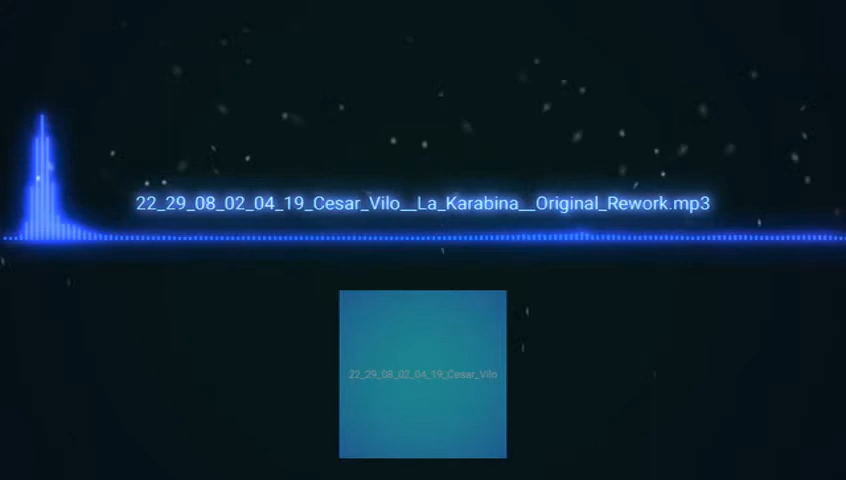 22_29_08_02_04_19_Cesar_Vilo__La_Karabina__Original_Rework.mp3
22_29_08_02_04_19_Cesar_Vilo